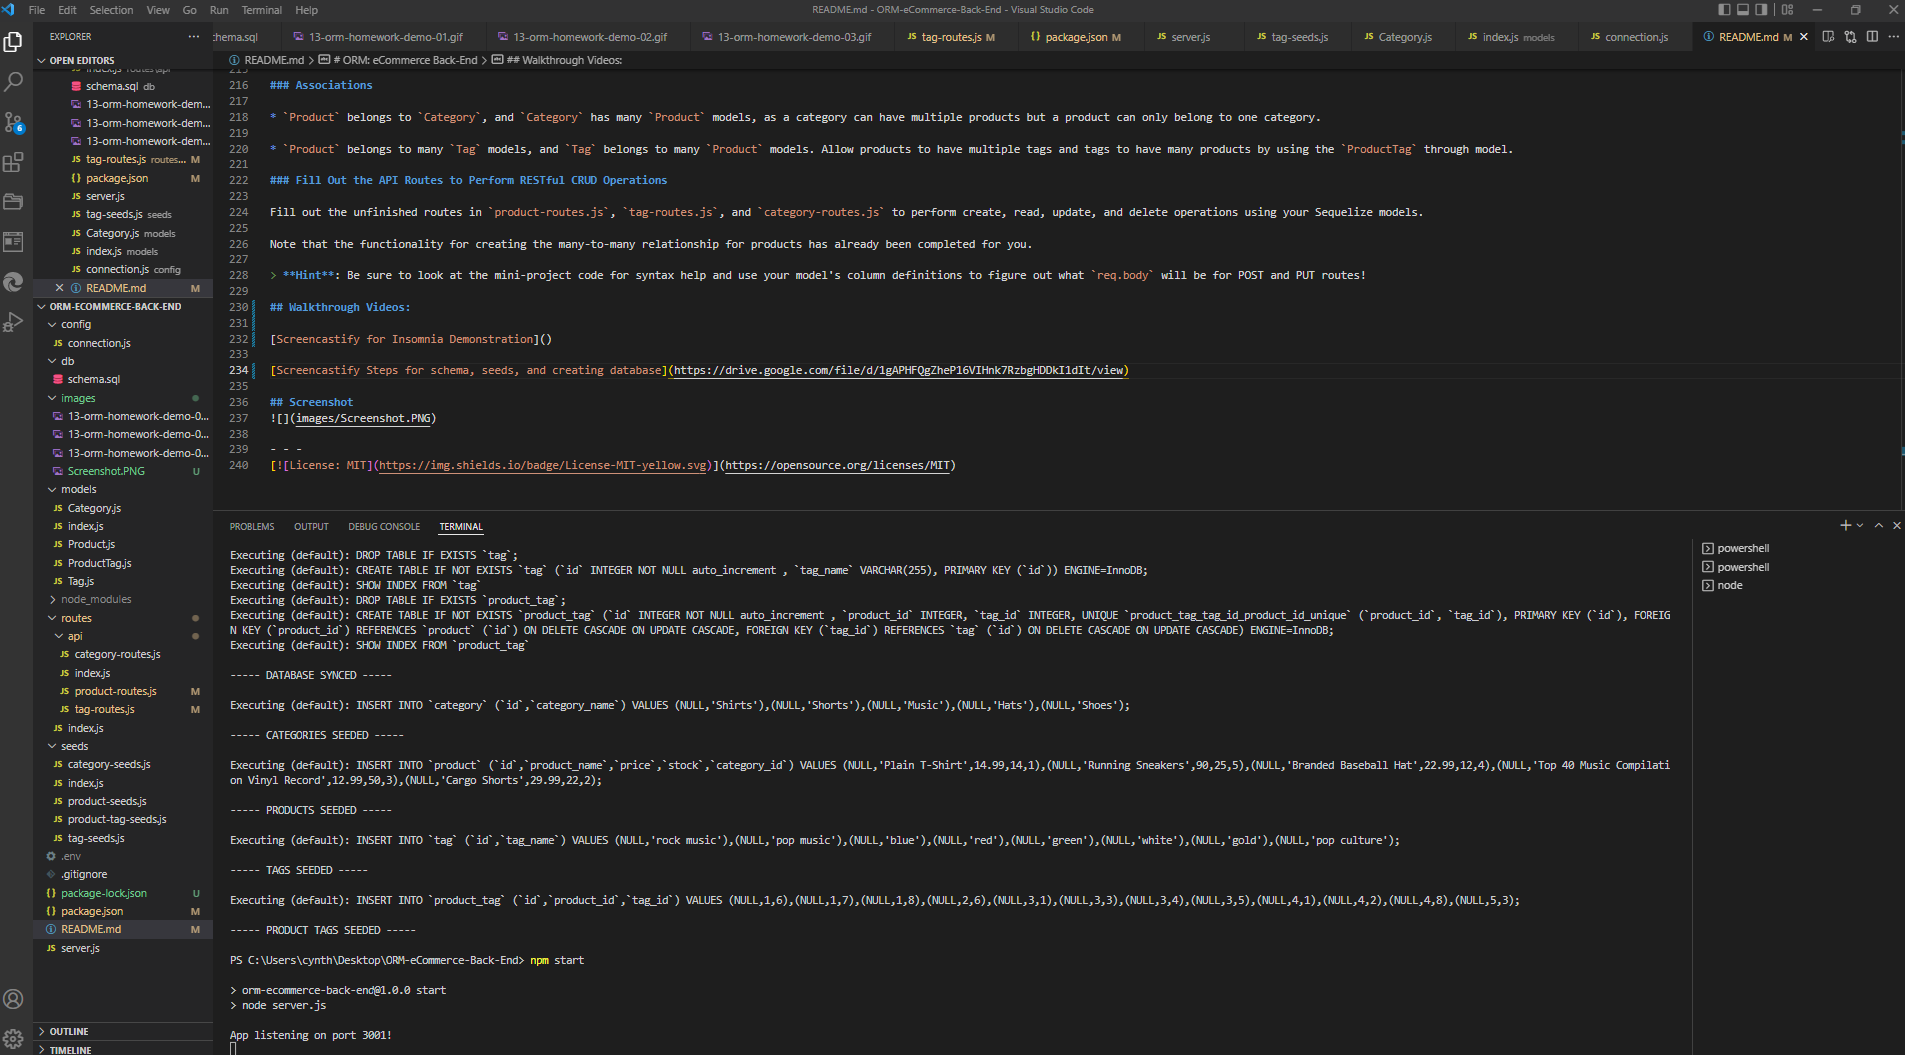 File Edit Selection View Go Run Terminal Help
README.md - ORM-eCommerce-Back-End - Visual Studio Code
EXPLORER
OPEN EDITORS
index.js routes\api
schema.sql db
13-orm-homework-dem...
13-orm-homework-dem...
13-orm-homework-dem...
tag-routes.js routes... M
package.json M
server.js
tag-seeds.js seeds
Category.js models
index.js models
connection.js config
README.md M
ORM-ECOMMERCE-BACK-END
config
connection.js
db
schema.sql
images
13-orm-homework-demo-0...
13-orm-homework-demo-0...
13-orm-homework-demo-0...
Screenshot.PNG U
models
Category.js
index.js
Product.js
ProductTag.js
Tag.js
node_modules
routes
api
category-routes.js
index.js
product-routes.js M
tag-routes.js M
index.js
seeds
category-seeds.js
index.js
product-seeds.js
product-tag-seeds.js
tag-seeds.js
.env
.gitignore
package-lock.json U
package.json M
README.md M
server.js
OUTLINE
TIMELINE
6
chema.sql 13-orm-homework-demo-01.gif 13-orm-homework-demo-02.gif 13-orm-homework-demo-03.gif tag-routes.js M package.json M server.js tag-seeds.js Category.js index.js models connection.js README.md M
README.md > # ORM: eCommerce Back-End > ## Walkthrough Videos:
215
216 ### Associations
217
218 * `Product` belongs to `Category`, and `Category` has many `Product` models, as a category can have multiple products but a product can only belong to one category.
219
220 * `Product` belongs to many `Tag` models, and `Tag` belongs to many `Product` models. Allow products to have multiple tags and tags to have many products by using the `ProductTag` through model.
221
222 ### Fill Out the API Routes to Perform RESTful CRUD Operations
223
224 Fill out the unfinished routes in `product-routes.js`, `tag-routes.js`, and `category-routes.js` to perform create, read, update, and delete operations using your Sequelize models.
225
226 Note that the functionality for creating the many-to-many relationship for products has already been completed for you.
227
228 > **Hint**: Be sure to look at the mini-project code for syntax help and use your model's column definitions to figure out what `req.body` will be for POST and PUT routes!
229
230 ## Walkthrough Videos:
231
232 [Screencastify for Insomnia Demonstration]()
233
234 [Screencastify Steps for schema, seeds, and creating database](https://drive.google.com/file/d/1gAPHFQgZheP16VIHnk7RzbgHDDkI1dIt/view)
235
236 ## Screenshot
237 ![](images/Screenshot.PNG)
238
239 - - -
240 [![License: MIT](https://img.shields.io/badge/License-MIT-yellow.svg)](https://opensource.org/licenses/MIT)
PROBLEMS OUTPUT DEBUG CONSOLE TERMINAL
Executing (default): DROP TABLE IF EXISTS `tag`;
Executing (default): CREATE TABLE IF NOT EXISTS `tag` (`id` INTEGER NOT NULL auto_increment , `tag_name` VARCHAR(255), PRIMARY KEY (`id`)) ENGINE=InnoDB;
Executing (default): SHOW INDEX FROM `tag`
Executing (default): DROP TABLE IF EXISTS `product_tag`;
Executing (default): CREATE TABLE IF NOT EXISTS `product_tag` (`id` INTEGER NOT NULL auto_increment , `product_id` INTEGER, `tag_id` INTEGER, UNIQUE `product_tag_tag_id_product_id_unique` (`product_id`, `tag_id`), PRIMARY KEY (`id`), FOREIG
N KEY (`product_id`) REFERENCES `product` (`id`) ON DELETE CASCADE ON UPDATE CASCADE, FOREIGN KEY (`tag_id`) REFERENCES `tag` (`id`) ON DELETE CASCADE ON UPDATE CASCADE) ENGINE=InnoDB;
Executing (default): SHOW INDEX FROM `product_tag`
----- DATABASE SYNCED -----
Executing (default): INSERT INTO `category` (`id`,`category_name`) VALUES (NULL,'Shirts'),(NULL,'Shorts'),(NULL,'Music'),(NULL,'Hats'),(NULL,'Shoes');
----- CATEGORIES SEEDED -----
Executing (default): INSERT INTO `product` (`id`,`product_name`,`price`,`stock`,`category_id`) VALUES (NULL,'Plain T-Shirt',14.99,14,1),(NULL,'Running Sneakers',90,25,5),(NULL,'Branded Baseball Hat',22.99,12,4),(NULL,'Top 40 Music Compilati
on Vinyl Record',12.99,50,3),(NULL,'Cargo Shorts',29.99,22,2);
----- PRODUCTS SEEDED -----
Executing (default): INSERT INTO `tag` (`id`,`tag_name`) VALUES (NULL,'rock music'),(NULL,'pop music'),(NULL,'blue'),(NULL,'red'),(NULL,'green'),(NULL,'white'),(NULL,'gold'),(NULL,'pop culture');
----- TAGS SEEDED -----
Executing (default): INSERT INTO `product_tag` (`id`,`product_id`,`tag_id`) VALUES (NULL,1,6),(NULL,1,7),(NULL,1,8),(NULL,2,6),(NULL,3,1),(NULL,3,3),(NULL,3,4),(NULL,3,5),(NULL,4,1),(NULL,4,2),(NULL,4,8),(NULL,5,3);
----- PRODUCT TAGS SEEDED -----
PS C:\Users\cynth\Desktop\ORM-eCommerce-Back-End> npm start
> orm-ecommerce-back-end@1.0.0 start
> node server.js
App listening on port 3001!
powershell
powershell
node